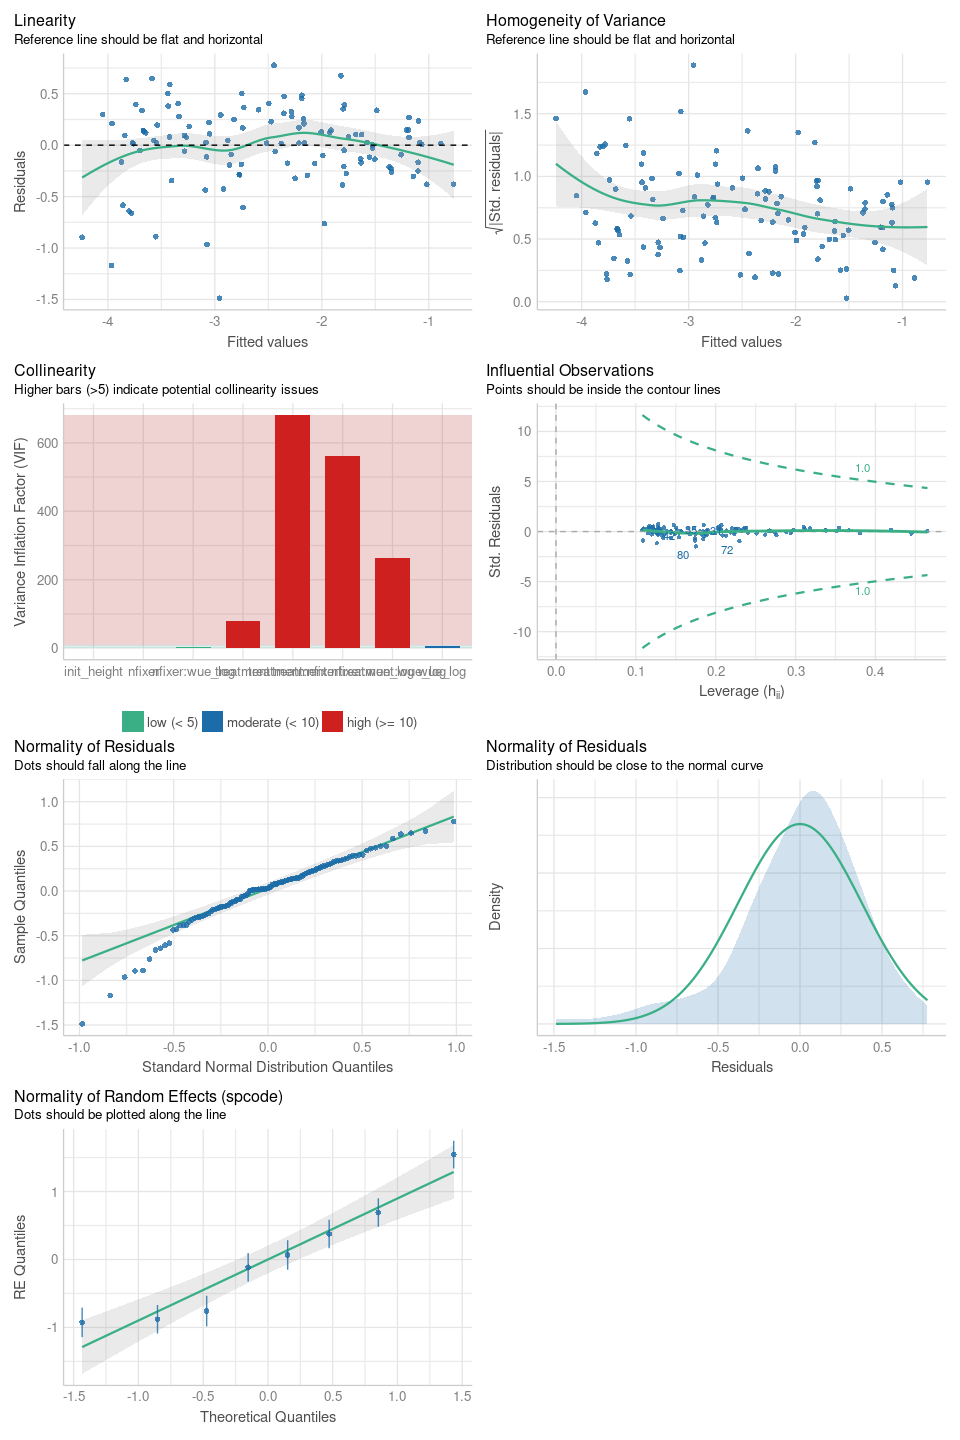 Linearity
Reference line should be flat and horizontal
Residuals
0.5
0.0
-0.5
-1.0
-1.5
-4
-3
-2
-1
Fitted values
Homogeneity of Variance
Reference line should be flat and horizontal
√|Std. residuals|
1.5
1.0
0.5
0.0
-4
-3
-2
-1
Fitted values
Collinearity
Higher bars (>5) indicate potential collinearity issues
Variance Inflation Factor (VIF)
600
400
200
0
init_height
low (< 5)
moderate (< 10)
high (>= 10)
Influential Observations
Points should be inside the contour lines
Std. Residuals
10
5
0
-5
-10
1.0
80
72
1.0
0.0
0.1
0.2
0.3
0.4
Leverage (hii)
Normality of Residuals
Dots should fall along the line
Sample Quantiles
1.0
0.5
0.0
-0.5
-1.0
-1.5
-1.0
-0.5
0.0
0.5
1.0
Standard Normal Distribution Quantiles
Normality of Residuals
Distribution should be close to the normal curve
Density
-1.5
-1.0
-0.5
0.0
0.5
Residuals
Normality of Random Effects (spcode)
Dots should be plotted along the line
RE Quantiles
1
0
-1
-1.5
-1.0
-0.5
0.0
0.5
1.0
1.5
Theoretical Quantiles